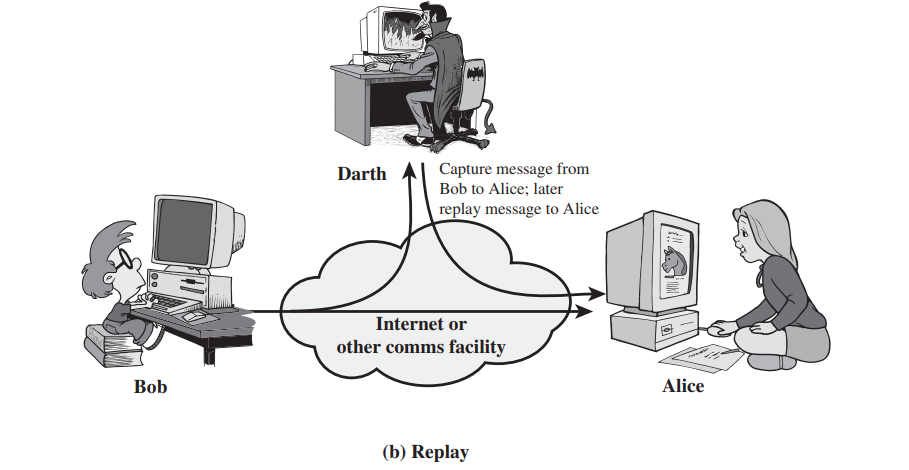 Darth
Capture message from
Bob to Alice; later
replay message to Alice
Internet or
other comms facility
Bob
Alice
(b) Replay